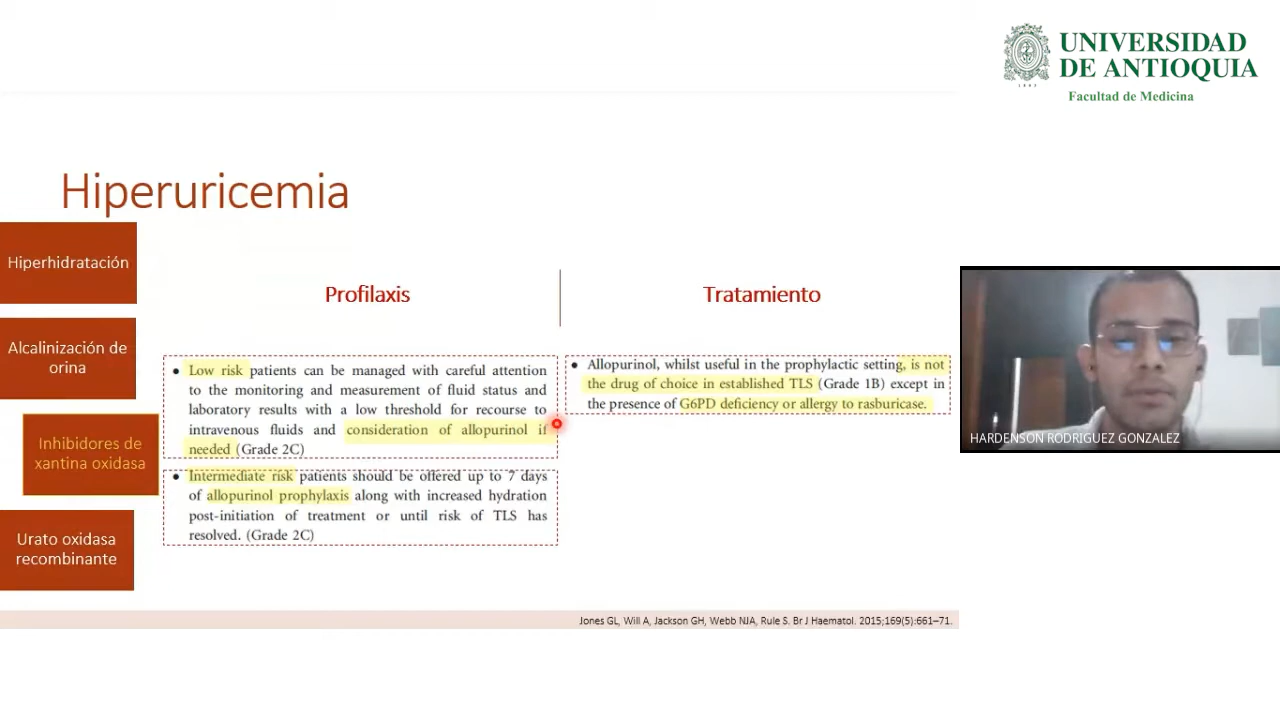 UNIVERSIDAD
DE ANTIOQUIA
Facultad de Medicina
Hiperuricemia
Hiperhidratación
Alcalinización de
orina
Inhibidores de
xantina oxidasa
Urato oxidasa
recombinante
Profilaxis
• Low risk patients can be managed with careful attention
to the monitoring and measurement of fluid status and
laboratory results with a low threshold for recourse to
intravenous fluids and consideration of allopurinol if
needed (Grade 2C)
• Intermediate risk patients should be offered up to 7 days
of allopurinol prophylaxis along with increased hydration
post-initiation of treatment or until risk of TLS has
resolved. (Grade 2C)
Tratamiento
• Allopurinol, whilst useful in the prophylactic setting, is not
the drug of choice in established TLS (Grade 1B) except in
the presence of G6PD deficiency or allergy to rasburicase.
HARDENSON RODRIGUEZ GONZALEZ
Jones GL, Will A, Jackson GH, Webb NJA, Rule S. Br J Haematol. 2015;169(5):661–71.